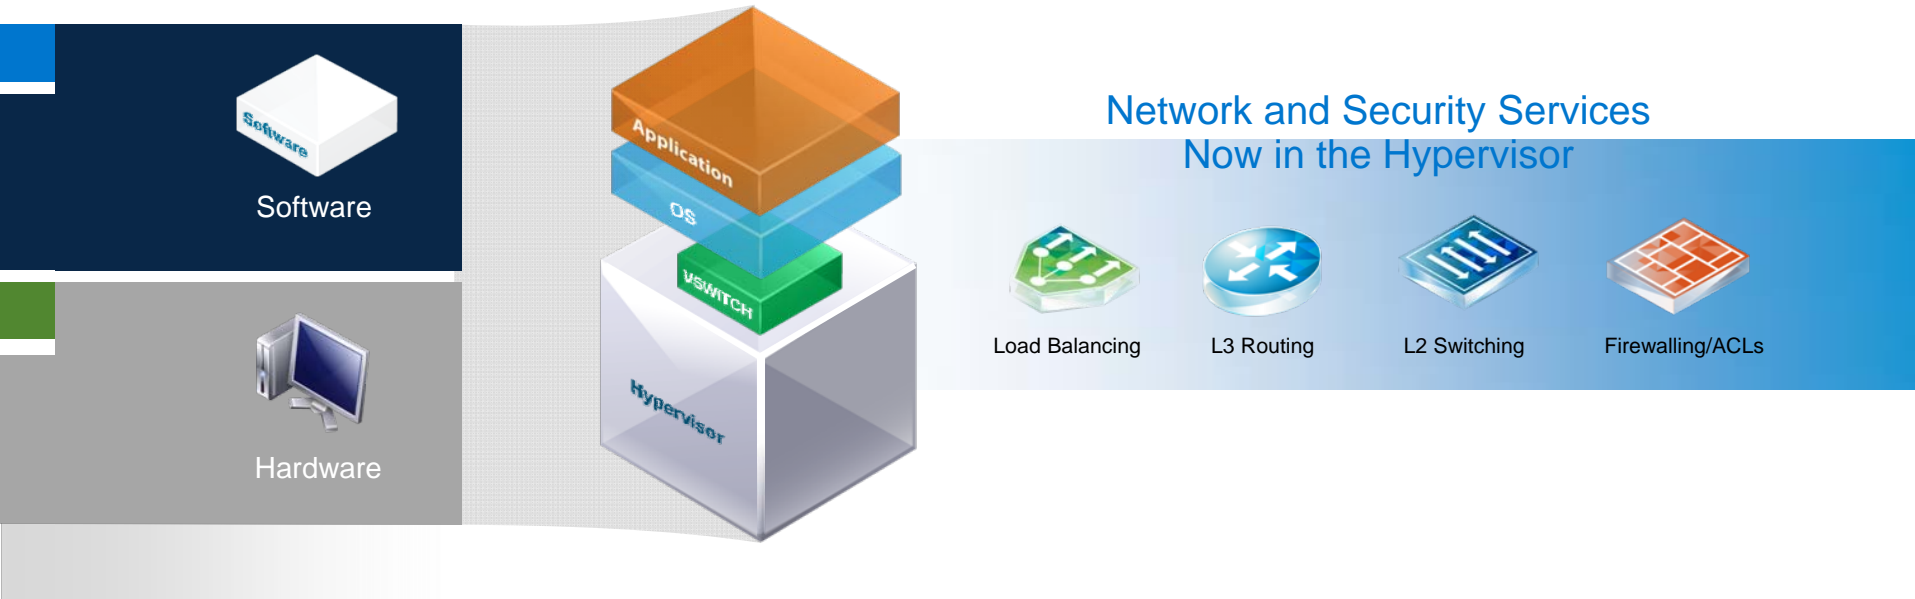 Software
Software
Hardware
Application
OS
VSWITCH
Hypervisor
Network and Security Services
Now in the Hypervisor
Load Balancing
L3 Routing
L2 Switching
Firewalling/ACLs